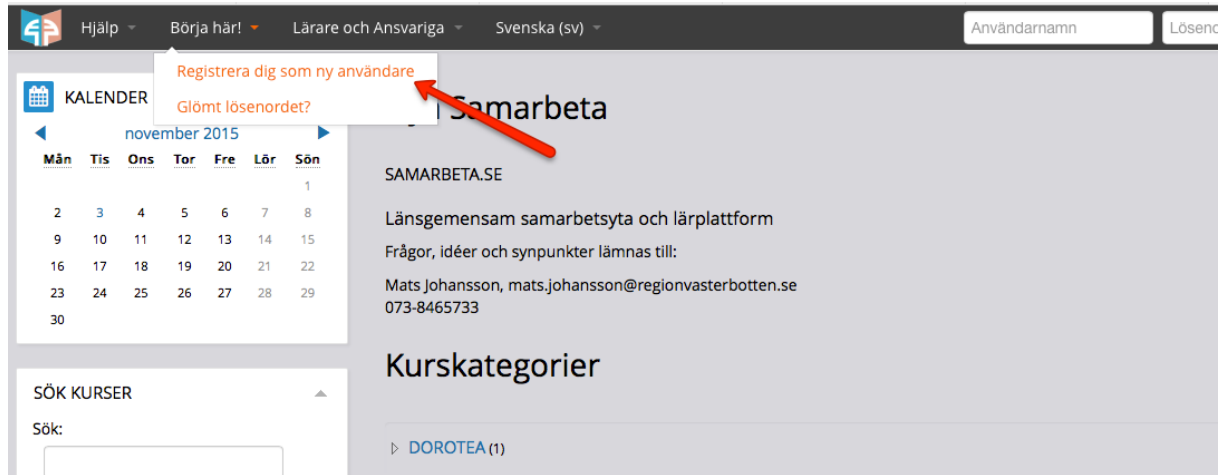 Hjälp Börja här! Lärare och Ansvariga Svenska (sv) Användarnamn
Registrera dig som ny användare
Glömt lösenordet?
KALENDER
november 2015
Mån Tis Ons Tor Fre Lör Sön
1
2 3 4 5 6 7 8
9 10 11 12 13 14 15
16 17 18 19 20 21 22
23 24 25 26 27 28 29
30
SÖK KURSER
Sök:
Samarbeta
SAMARBETA.SE
Länsgemensam samarbetsyta och lärplattform
Frågor, idéer och synpunkter lämnas till:
Mats Johansson, mats.johansson@regionvasterbotten.se
073-8465733
Kurskategorier
DOROTEA (1)